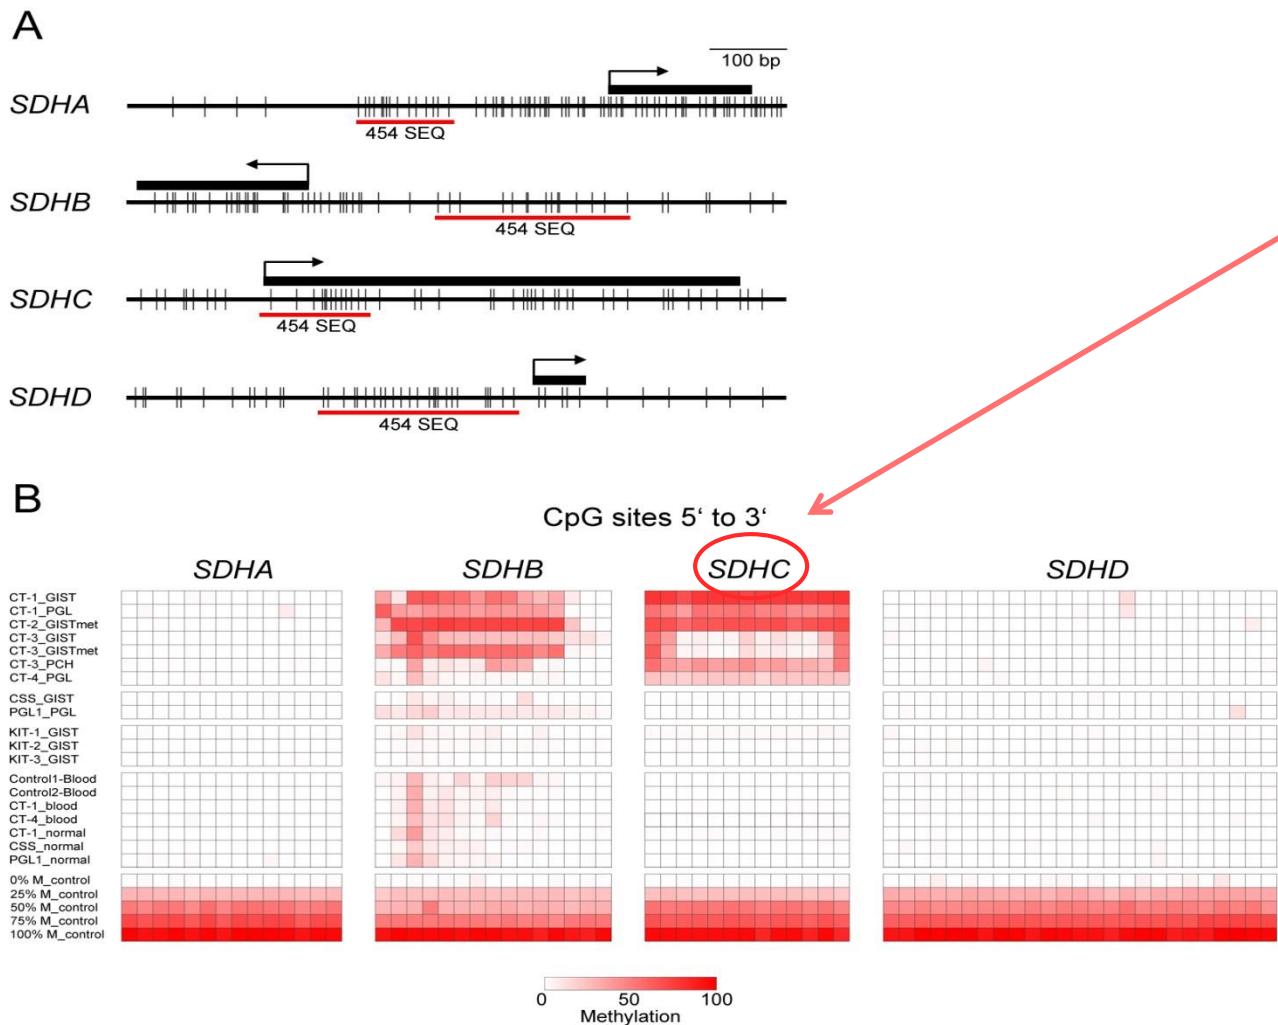 A
100 bp
SDHA
454 SEQ
SDHB
454 SEQ
SDHC
454 SEQ
SDHD
454 SEQ
B
CpG sites 5‘ to 3‘
SDHA SDHB SDHC SDHD
CT-1_GIST
CT-1_PGL
CT-2_GISTmet
CT-3_GIST
CT-3_GISTmet
CT-3_PCH
CT-4_PGL
CSS_GIST
PGL1_PGL
KIT-1_GIST
KIT-2_GIST
KIT-3_GIST
Control1-Blood
Control2-Blood
CT-1_blood
CT-4_blood
CT-1_normal
CSS_normal
PGL1_normal
0% M_control
25% M_control
50% M_control
75% M_control
100% M_control
0 50 100
Methylation